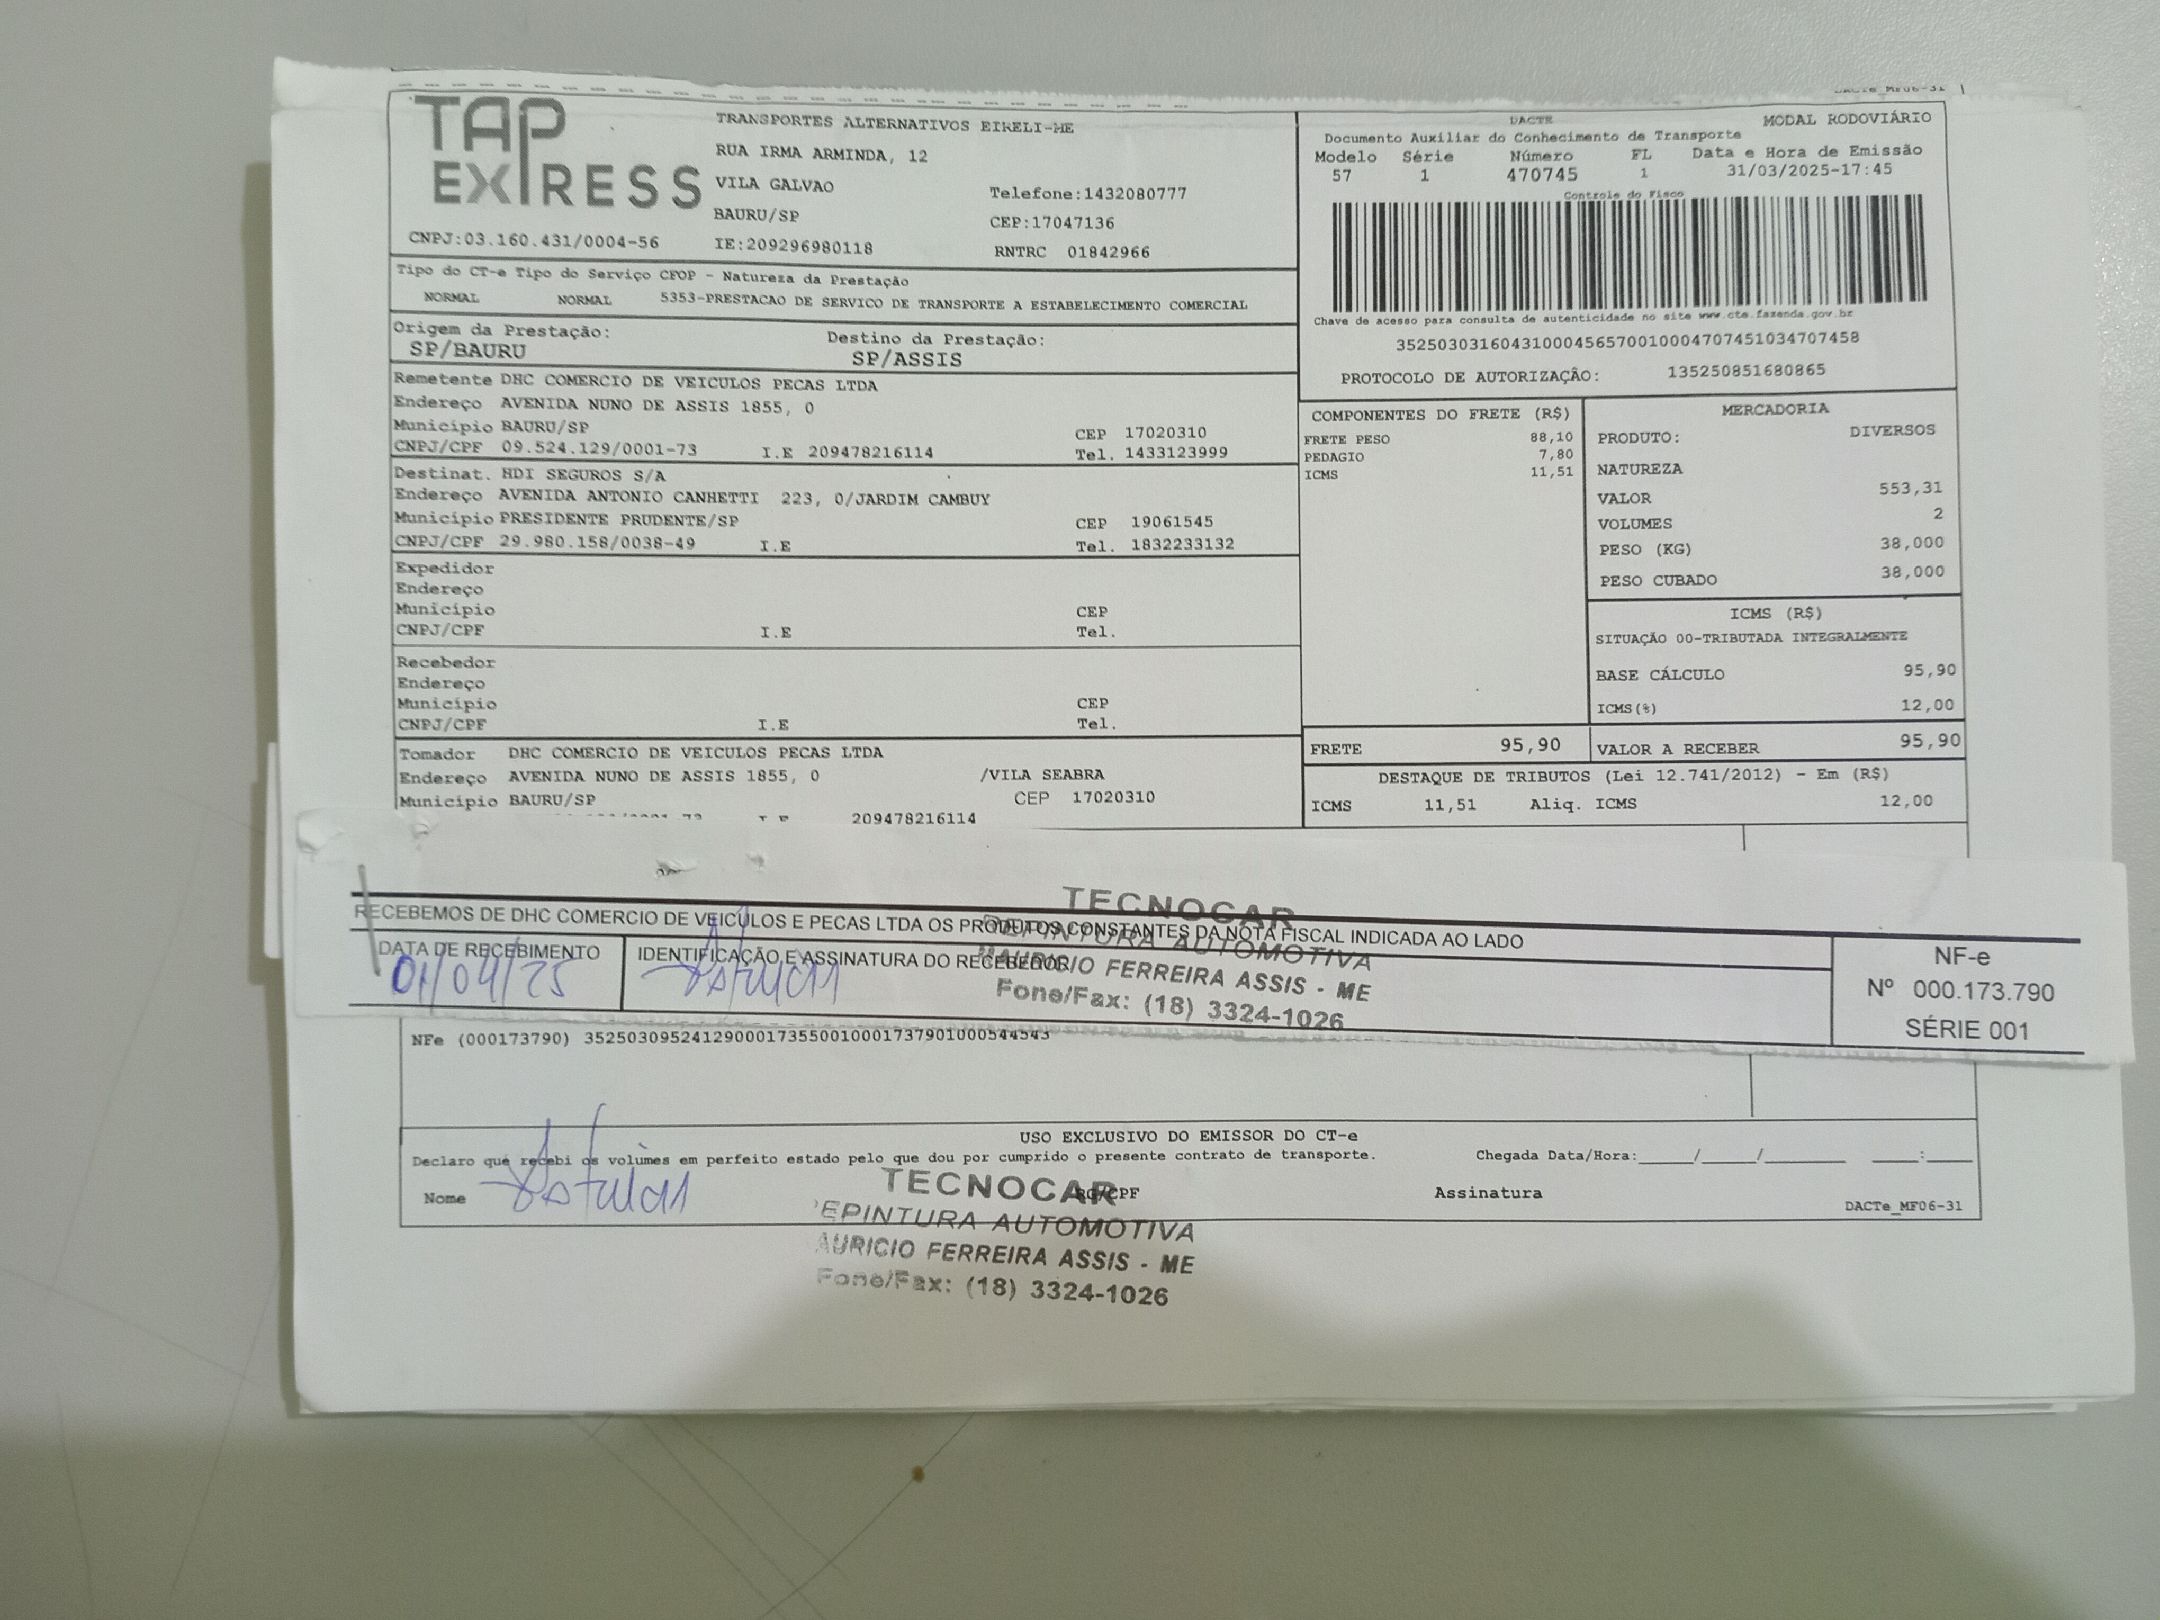 TAP
EXPRESS
CNPJ:03.160.431/0004-56
TRANSPORTES ALTERNATIVOS EIRELI-ME
RUA IRMA ARMINDA, 12
VILA GALVAO
Telefone:1432080777
BAURU/SP
CEP:17047136
IE:209296980118
RNTRC 01842966
DACTE
MODAL RODOVIÁRIO
Documento Auxiliar do Conhecimento de Transporte
Modelo Série Número FL Data e Hora de Emissão
57 1 470745 1 31/03/2025-17:45
Controle do Fisco
Chave de acesso para consulta de autenticidade no site www.cte.fazenda.gov.br
35250303160431000456570010004707451034707458
PROTOCOLO DE AUTORIZAÇÃO: 135250851680865
Tipo do CT-e Tipo do Serviço CFOP - Natureza da Prestação
NORMAL NORMAL 5353-PRESTACAO DE SERVICO DE TRANSPORTE A ESTABELECIMENTO COMERCIAL
Origem da Prestação: Destino da Prestação:
SP/BAURU SP/ASSIS
Remetente DHC COMERCIO DE VEICULOS PECAS LTDA
Endereço AVENIDA NUNO DE ASSIS 1855, 0
Município BAURU/SP CEP 17020310
CNPJ/CPF 09.524.129/0001-73 I.E 209478216114 Tel. 1433123999
Destinat. HDI SEGUROS S/A
Endereço AVENIDA ANTONIO CANHETTI 223, 0/JARDIM CAMBUY
Município PRESIDENTE PRUDENTE/SP CEP 19061545
CNPJ/CPF 29.980.158/0038-49 I.E Tel. 1832233132
Expedidor
Endereço
Município CEP
CNPJ/CPF I.E Tel.
Recebedor
Endereço
Município CEP
CNPJ/CPF I.E Tel.
Tomador DHC COMERCIO DE VEICULOS PECAS LTDA
Endereço AVENIDA NUNO DE ASSIS 1855, 0 /VILA SEABRA
Município BAURU/SP CEP 17020310
209478216114
COMPONENTES DO FRETE (R$)
FRETE PESO 88,10
PEDAGIO 7,80
ICMS 11,51
MERCADORIA
PRODUTO: DIVERSOS
NATUREZA
VALOR 553,31
VOLUMES 2
PESO (KG) 38,000
PESO CUBADO 38,000
ICMS (R$)
SITUAÇÃO 00-TRIBUTADA INTEGRALMENTE
BASE CÁLCULO 95,90
ICMS(%) 12,00
FRETE 95,90 VALOR A RECEBER 95,90
DESTAQUE DE TRIBUTOS (Lei 12.741/2012) - Em (R$)
ICMS 11,51 Aliq. ICMS 12,00
RECEBEMOS DE DHC COMERCIO DE VEICULOS E PECAS LTDA OS PRODUTOS CONSTANTES DA NOTA FISCAL INDICADA AO LADO
DATA DE RECEBIMENTO IDENTIFICAÇÃO E ASSINATURA DO RECEBEDOR
01/04/25
TECNOCAR
AUTOMOTIVA
MAURICIO FERREIRA ASSIS - ME
Fone/Fax: (18) 3324-1026
NF-e
Nº 000.173.790
SÉRIE 001
NFe (000173790) 35250309524129000173550010001737901000544543
USO EXCLUSIVO DO EMISSOR DO CT-e
Declaro que recebi os volumes em perfeito estado pelo que dou por cumprido o presente contrato de transporte. Chegada Data/Hora:_____/_____/________ ____:____
Nome RG/CPF Assinatura
DACTe_MF06-31
TECNOCAR
EPINTURA AUTOMOTIVA
AURICIO FERREIRA ASSIS - ME
Fone/Fax: (18) 3324-1026